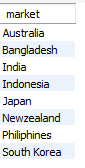 market
Australia
Bangladesh
India
Indonesia
Japan
Newzealand
Philiphines
South Korea